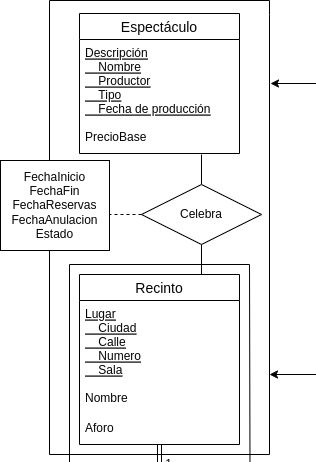 Espectáculo
Descripción
Nombre
Productor
Tipo
Fecha de producción
PrecioBase
FechaInicio
FechaFin
FechaReservas
FechaAnulacion
Estado
Celebra
Recinto
Lugar
Ciudad
Calle
Numero
Sala
Nombre
Aforo